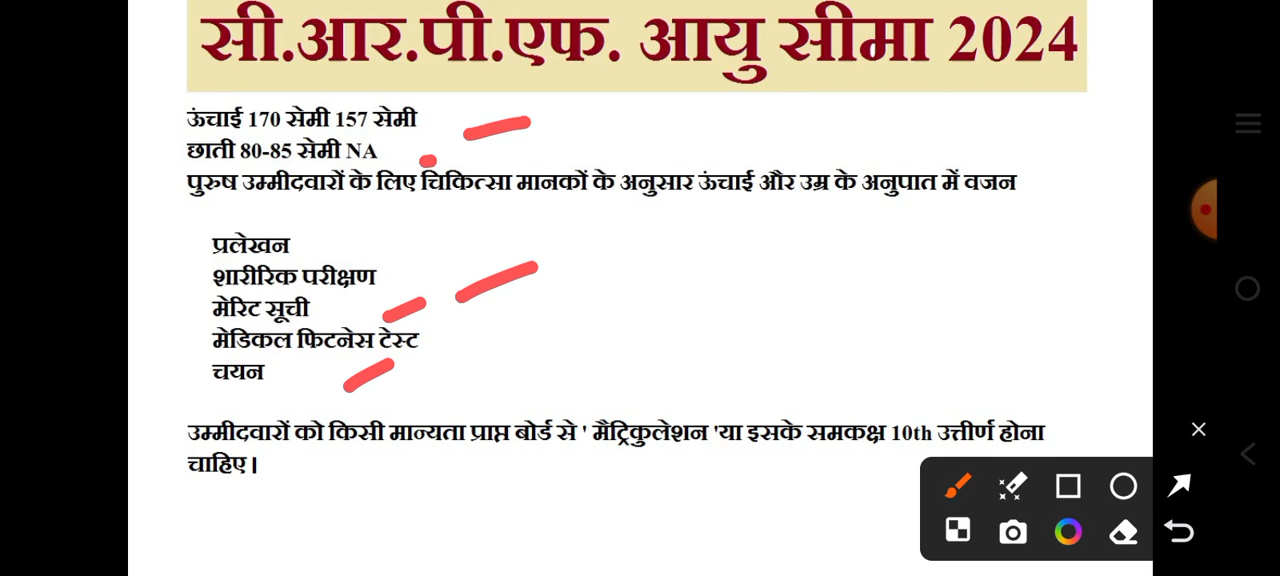 सी.आर.पी.एफ. आयु सीमा 2024
ऊंचाई 170 सेमी 157 सेमी
छाती 80-85 सेमी NA
पुरुष उम्मीदवारों के लिए चिकित्सा मानकों के अनुसार ऊंचाई और उम्र के अनुपात में वजन
प्रलेखन
शारीरिक परीक्षण
मेरिट सूची
मेडिकल फिटनेस टेस्ट
चयन
उम्मीदवारों को किसी मान्यता प्राप्त बोर्ड से ' मैट्रिकुलेशन 'या इसके समकक्ष 10th उत्तीर्ण होना
चाहिए।